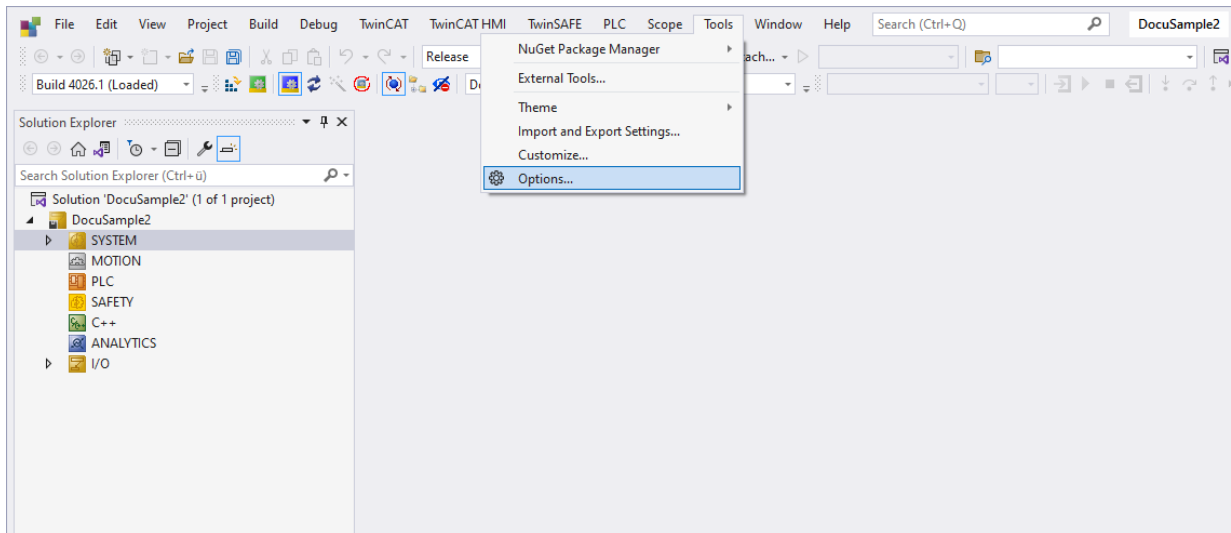 File Edit View Project Build Debug TwinCAT TwinCAT HMI TwinSAFE PLC Scope Tools Window Help Search (Ctrl+Q) DocuSample2
Release ach...
Build 4026.1 (Loaded)
NuGet Package Manager
External Tools...
Theme
Import and Export Settings...
Customize...
Options...
Solution Explorer
Search Solution Explorer (Ctrl+ü)
Solution 'DocuSample2' (1 of 1 project)
DocuSample2
SYSTEM
MOTION
PLC
SAFETY
C++
ANALYTICS
I/O